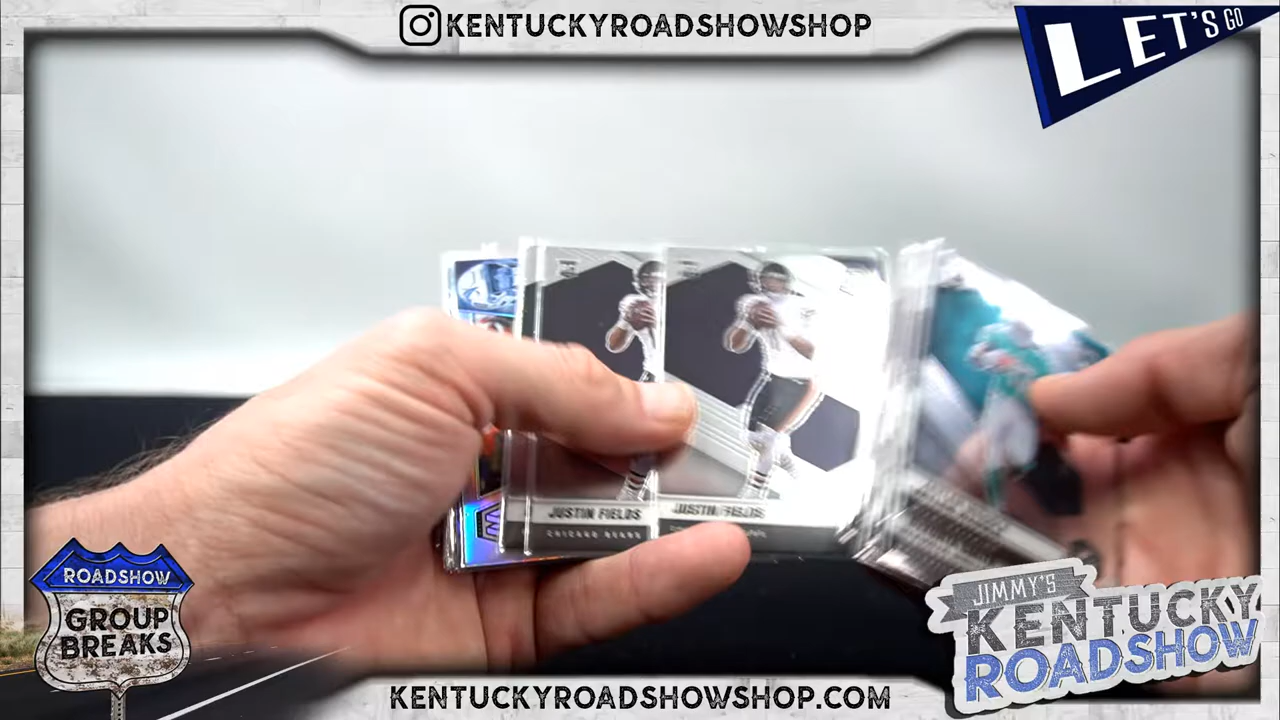 KENTUCKYROADSHOWSHOP
LET'S GO
JUSTIN FIELDS
JUSTIN FIELDS
CHICAGO BEARS
ROADSHOW
GROUP
BREAKS
JIMMY'S
KENTUCKY
ROADSHOW
KENTUCKYROADSHOWSHOP.COM